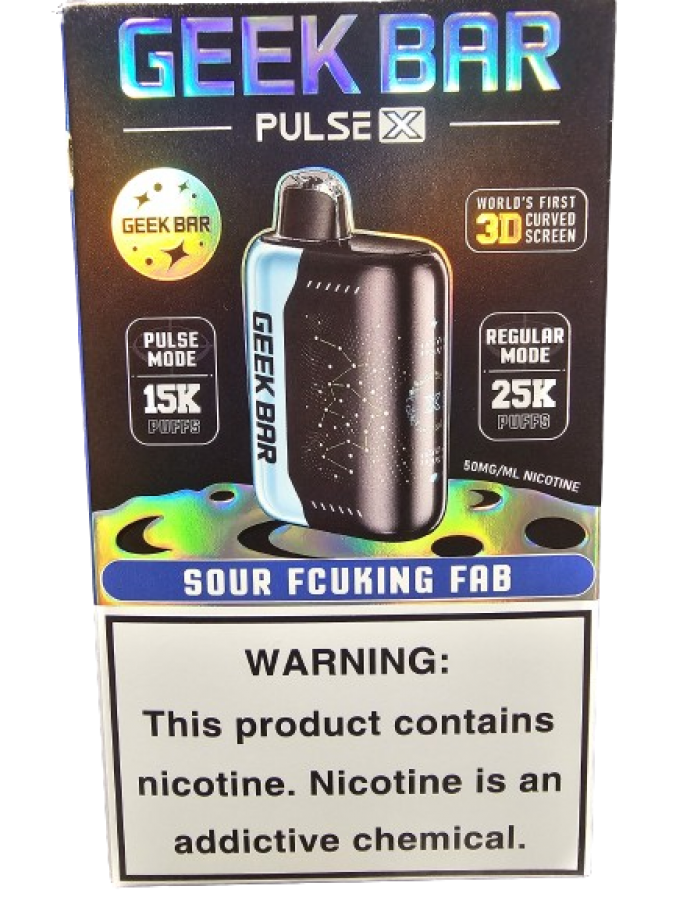 GEEK BAR
PULSE X
GEEK BAR
WORLD'S FIRST
3D CURVED
SCREEN
PULSE
MODE
15K
PUFFS
GEEK BAR
REGULAR
MODE
25K
PUFFS
50MG/ML NICOTINE
SOUR FCUKING FAB
WARNING:
This product contains
nicotine. Nicotine is an
addictive chemical.